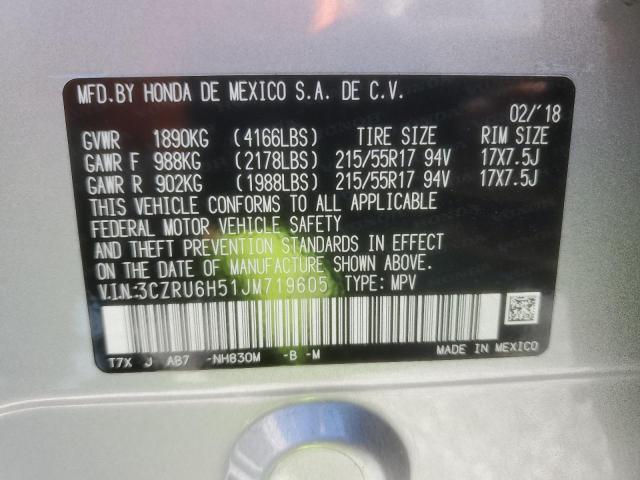 MFD.BY HONDA DE MEXICO S.A. DE C.V.
02/'18
GVWR 1890KG (4166LBS) TIRE SIZE RIM SIZE
GAWR F 988KG (2178LBS) 215/55R17 94V 17X7.5J
GAWR R 902KG (1988LBS) 215/55R17 94V 17X7.5J
THIS VEHICLE CONFORMS TO ALL APPLICABLE
FEDERAL MOTOR VEHICLE SAFETY
AND THEFT PREVENTION STANDARDS IN EFFECT
ON THE DATE OF MANUFACTURE SHOWN ABOVE.
V.I.N:3CZRU6H51JM719605 TYPE: MPV
T7X J AB7 -NH830M -B -M MADE IN MEXICO